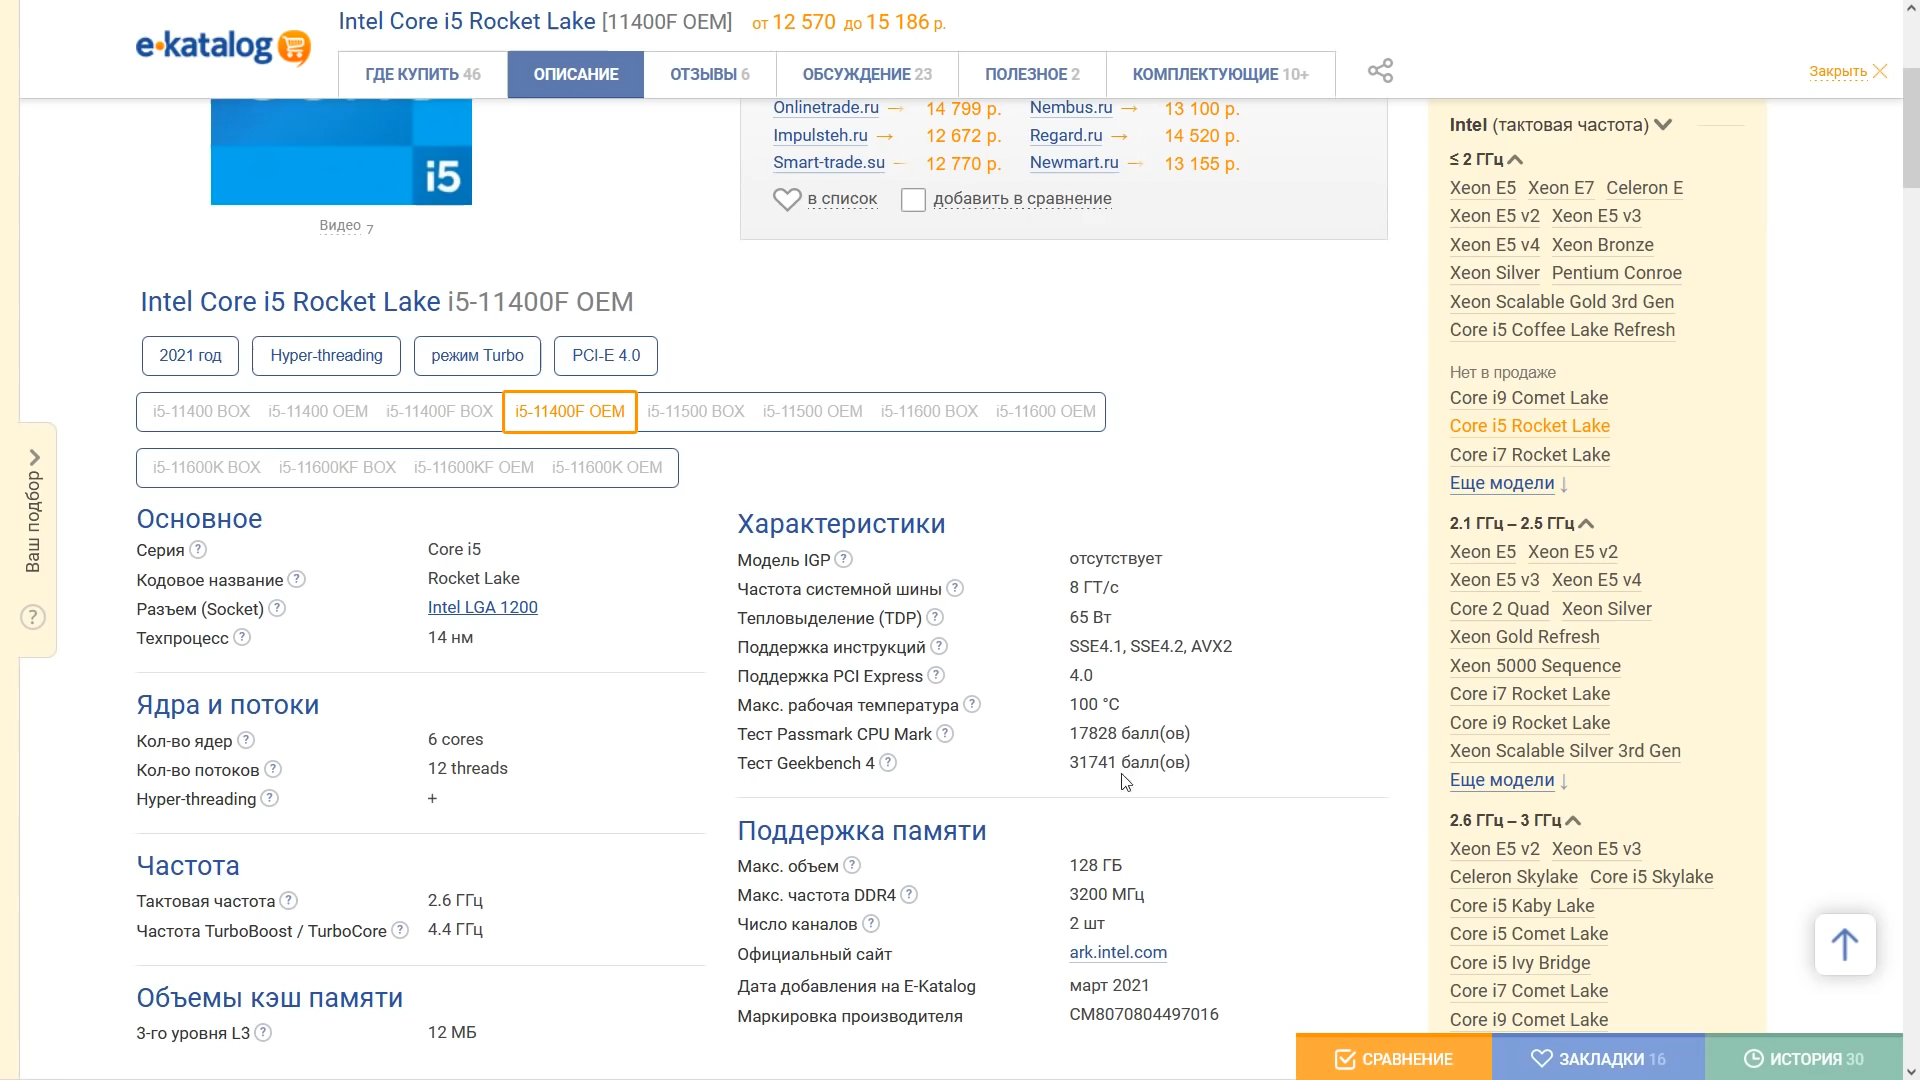 e-katalog
Intel Core i5 Rocket Lake [11400F OEM] от 12 570 до 15 186 р.
ГДЕ КУПИТЬ 46
ОПИСАНИЕ
ОТЗЫВЫ 6
ОБСУЖДЕНИЕ 23
ПОЛЕЗНОЕ 2
КОМПЛЕКТУЮЩИЕ 10+
Закрыть
i5
Видео 7
Onlinetrade.ru → 14 799 р. Nembus.ru → 13 100 р.
Impulsteh.ru → 12 672 р. Regard.ru → 14 520 р.
Smart-trade.su → 12 770 р. Newmart.ru → 13 155 р.
в список добавить в сравнение
Intel Core i5 Rocket Lake i5-11400F OEM
2021 год Hyper-threading режим Turbo PCI-E 4.0
i5-11400 BOX i5-11400 OEM i5-11400F BOX i5-11400F OEM i5-11500 BOX i5-11500 OEM i5-11600 BOX i5-11600 OEM
i5-11600K BOX i5-11600KF BOX i5-11600KF OEM i5-11600K OEM
Ваш подбор
?
Основное
Серия ? Core i5
Кодовое название ? Rocket Lake
Разъем (Socket) ? Intel LGA 1200
Техпроцесс ? 14 нм
Ядра и потоки
Кол-во ядер ? 6 cores
Кол-во потоков ? 12 threads
Hyper-threading ? +
Частота
Тактовая частота ? 2.6 ГГц
Частота TurboBoost / TurboCore ? 4.4 ГГц
Объемы кэш памяти
3-го уровня L3 ? 12 МБ
Характеристики
Модель IGP ? отсутствует
Частота системной шины ? 8 ГТ/с
Тепловыделение (TDP) ? 65 Вт
Поддержка инструкций ? SSE4.1, SSE4.2, AVX2
Поддержка PCI Express ? 4.0
Макс. рабочая температура ? 100 °C
Тест Passmark CPU Mark ? 17828 балл(ов)
Тест Geekbench 4 ? 31741 балл(ов)
Поддержка памяти
Макс. объем ? 128 ГБ
Макс. частота DDR4 ? 3200 МГц
Число каналов ? 2 шт
Официальный сайт ark.intel.com
Дата добавления на E-Katalog март 2021
Маркировка производителя CM8070804497016
Intel (тактовая частота)
≤ 2 ГГц
Xeon E5 Xeon E7 Celeron E
Xeon E5 v2 Xeon E5 v3
Xeon E5 v4 Xeon Bronze
Xeon Silver Pentium Conroe
Xeon Scalable Gold 3rd Gen
Core i5 Coffee Lake Refresh
Нет в продаже
Core i9 Comet Lake
Core i5 Rocket Lake
Core i7 Rocket Lake
Еще модели ↓
2.1 ГГц – 2.5 ГГц
Xeon E5 Xeon E5 v2
Xeon E5 v3 Xeon E5 v4
Core 2 Quad Xeon Silver
Xeon Gold Refresh
Xeon 5000 Sequence
Core i7 Rocket Lake
Core i9 Rocket Lake
Xeon Scalable Silver 3rd Gen
Еще модели ↓
2.6 ГГц – 3 ГГц
Xeon E5 v2 Xeon E5 v3
Celeron Skylake Core i5 Skylake
Core i5 Kaby Lake
Core i5 Comet Lake
Core i5 Ivy Bridge
Core i7 Comet Lake
Core i9 Comet Lake
СРАВНЕНИЕ ЗАКЛАДКИ 16 ИСТОРИЯ 30